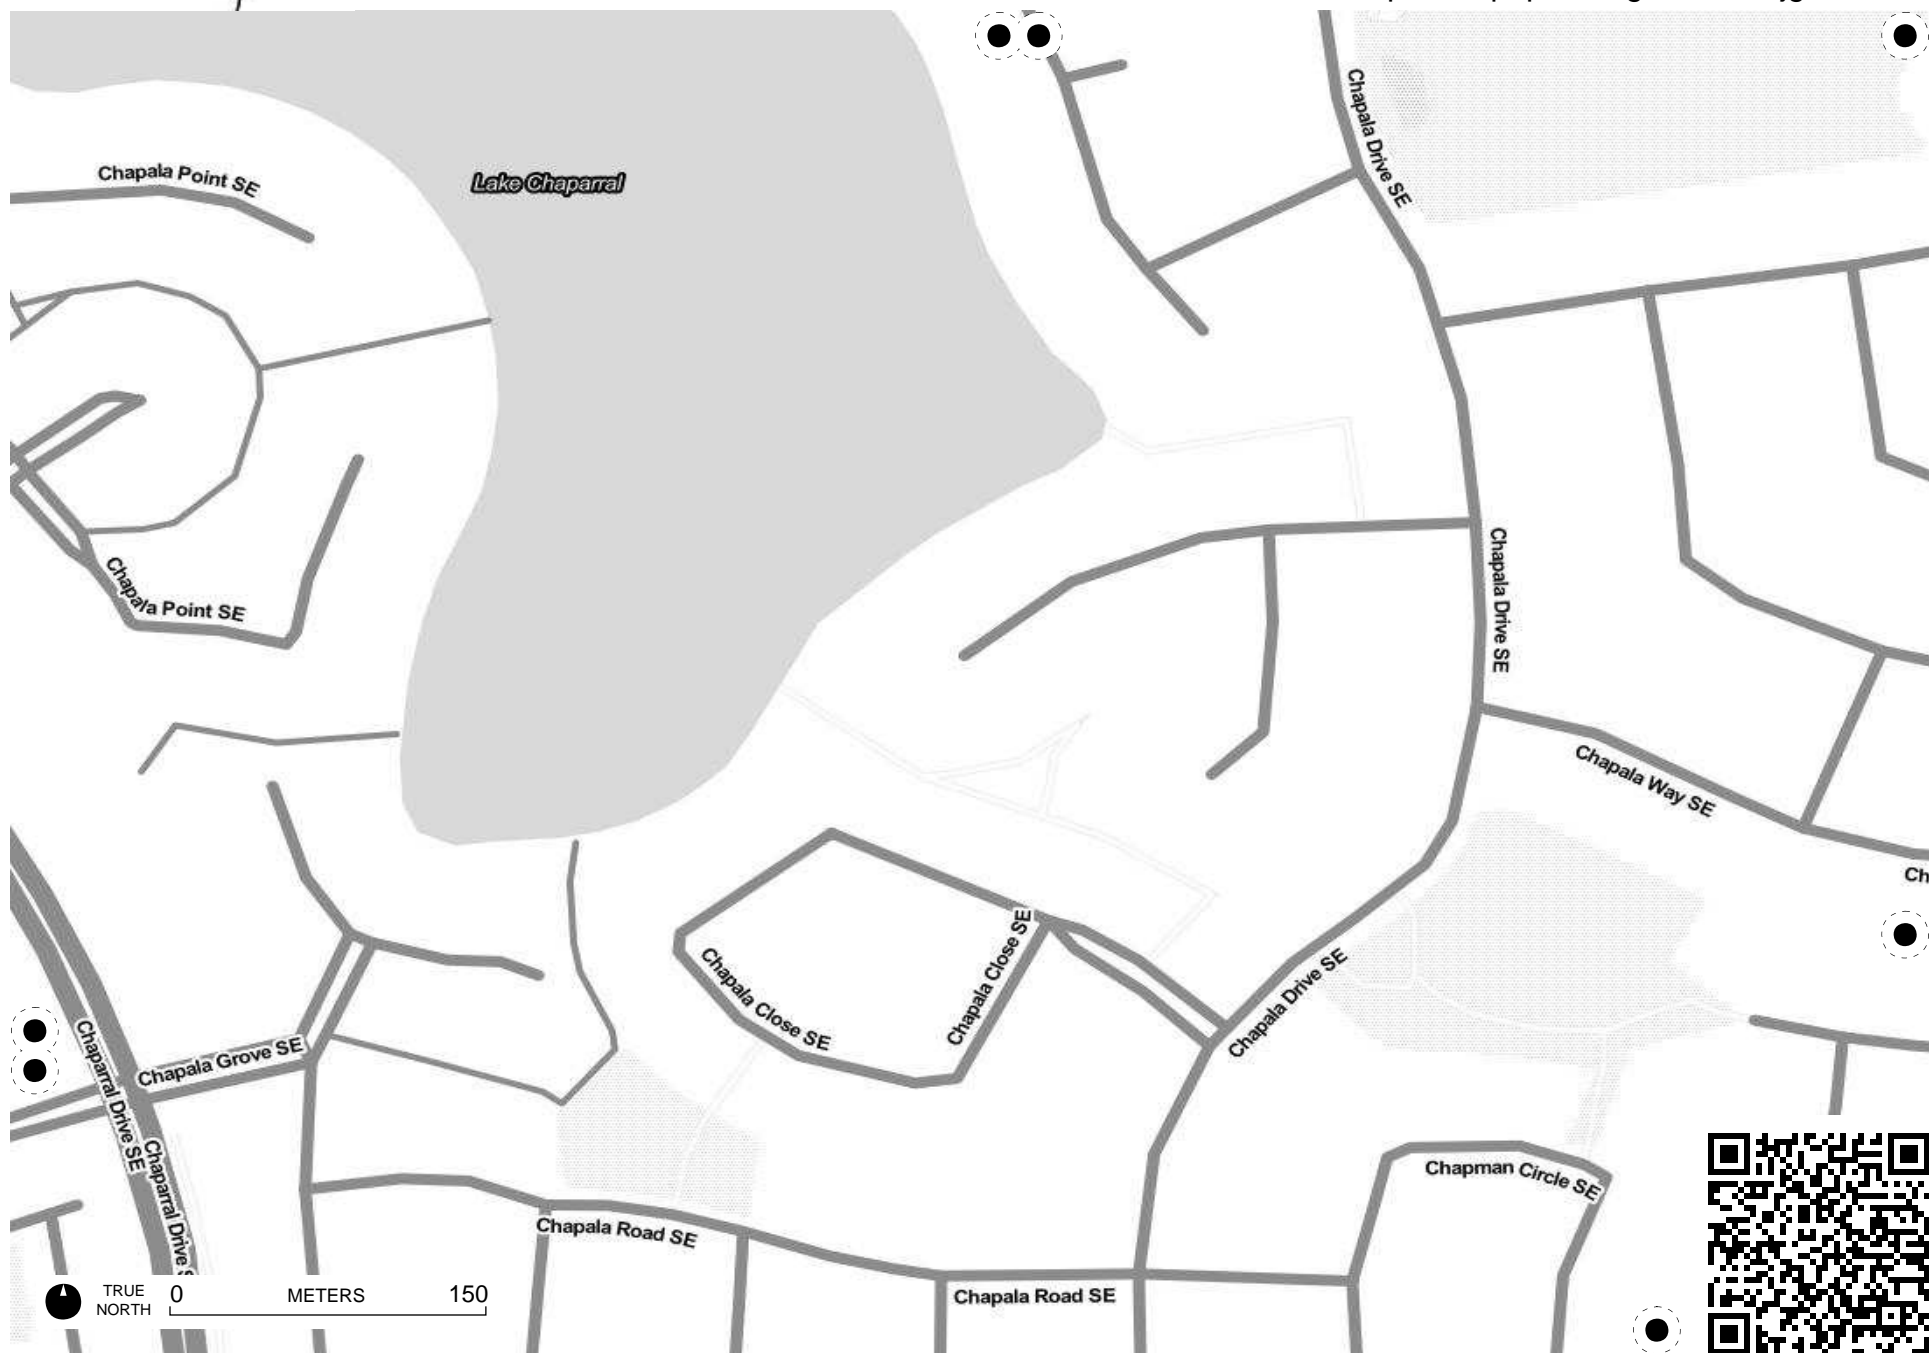 Chapala Drive SE
Chapala Point SE
Lake Chaparral
Chapala Drive SE
Chapala Point SE
Chapala Way SE
Ch
Chapala Close SE
Chapala Close SE
Chapala Drive SE
Chapala Grove SE
Chaparral Drive SE
Chaparral Drive S
Chapman Circle SE
Chapala Road SE
Chapala Road SE
TRUE
NORTH
0 METERS 150